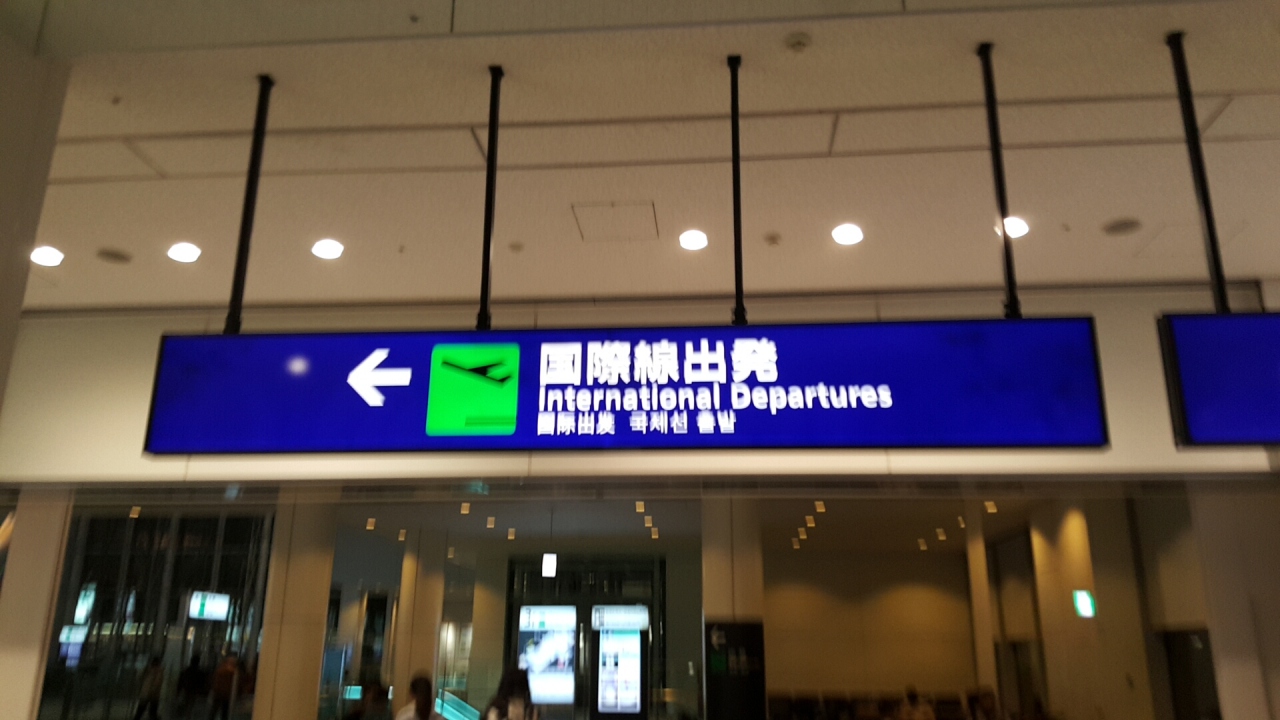 国際線出発
International Departures
国际出发 국제선 출발